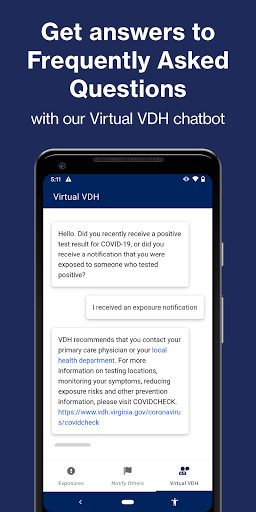 Get answers to
Frequently Asked
Questions
with our Virtual VDH chatbot
5:11
Virtual VDH
Hello. Did you recently receive a positive
test result for COVID-19, or did you
receive a notification that you were
exposed to someone who tested
positive?
I received an exposure notification
VDH recommends that you contact your
primary care physician or your local
health department. For more
information on testing locations,
monitoring your symptoms, reducing
exposure risks and other prevention
information, please visit COVIDCHECK.
https://www.vdh.virginia.gov/coronaviru
s/covidcheck
Exposures
Notify Others
Virtual VDH